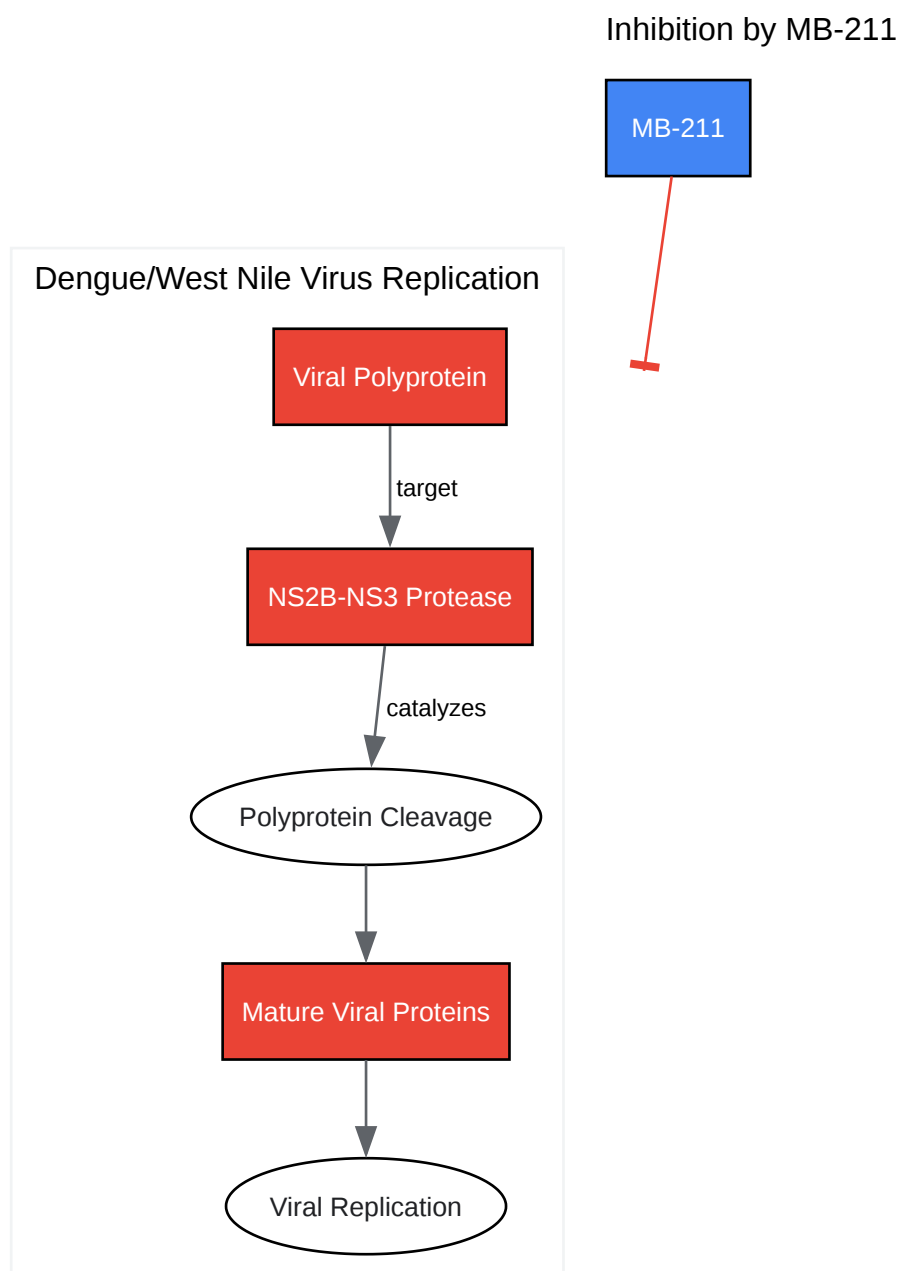 Inhibition by MB-211
MB-211
Dengue/West Nile Virus Replication
Viral Polyprotein
target
NS2B-NS3 Protease
catalyzes
Polyprotein Cleavage
Mature Viral Proteins
Viral Replication